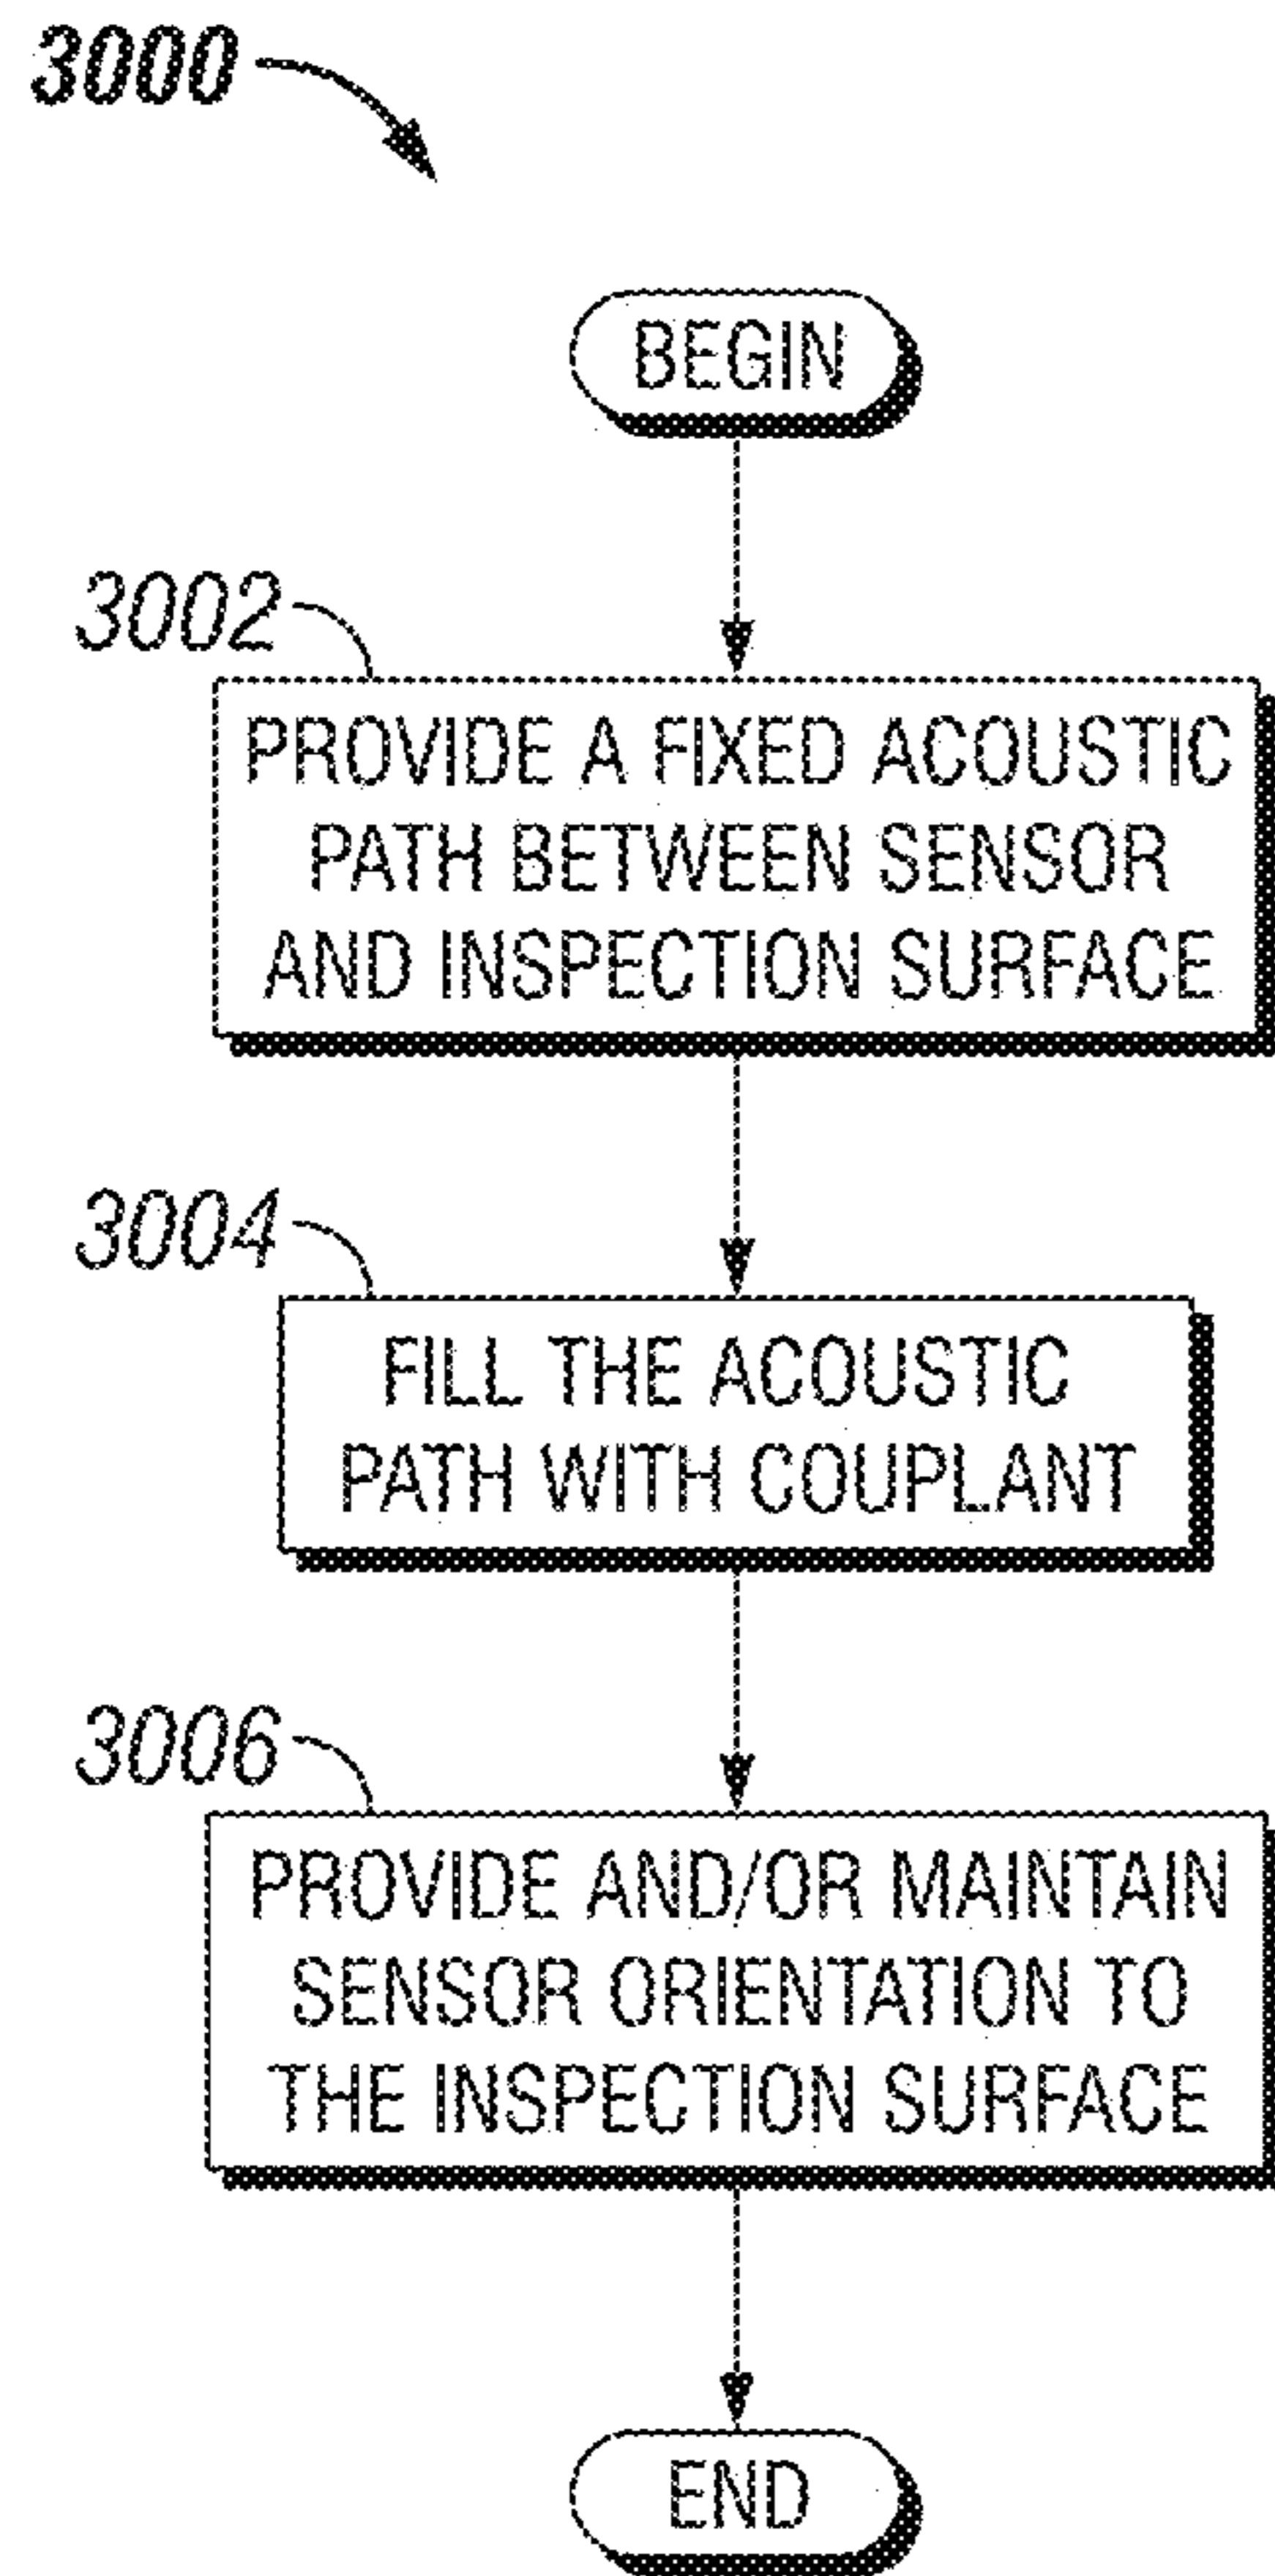 3000
BEGIN
3002
PROVIDE A FIXED ACOUSTIC
PATH BETWEEN SENSOR
AND INSPECTION SURFACE
3004
FILL THE ACOUSTIC
PATH WITH COUPLANT
3006
PROVIDE AND/OR MAINTAIN
SENSOR ORIENTATION TO
THE INSPECTION SURFACE
END